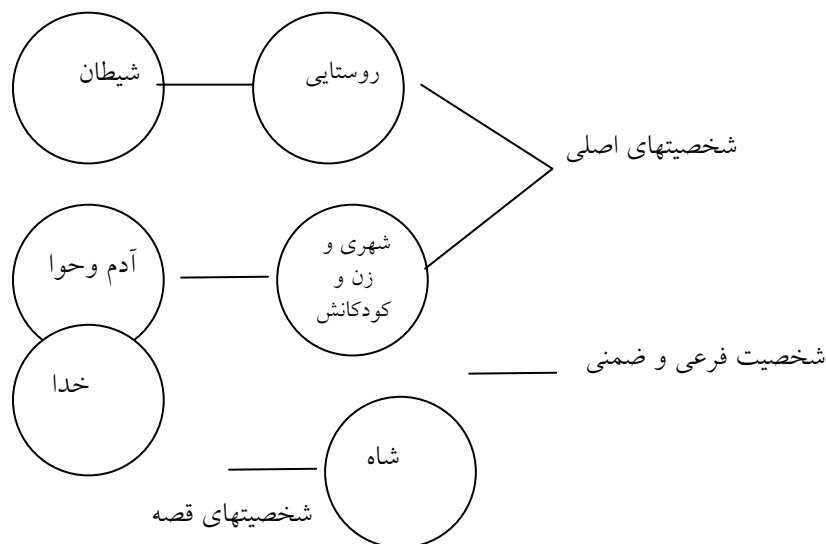 روستایی
شیطان
شخصیتهای اصلی
شهری و
زن و
کودکانش
آدم وحوا
شخصیت فرعی و ضمنی
خدا
شاه
شخصیتهای قصه